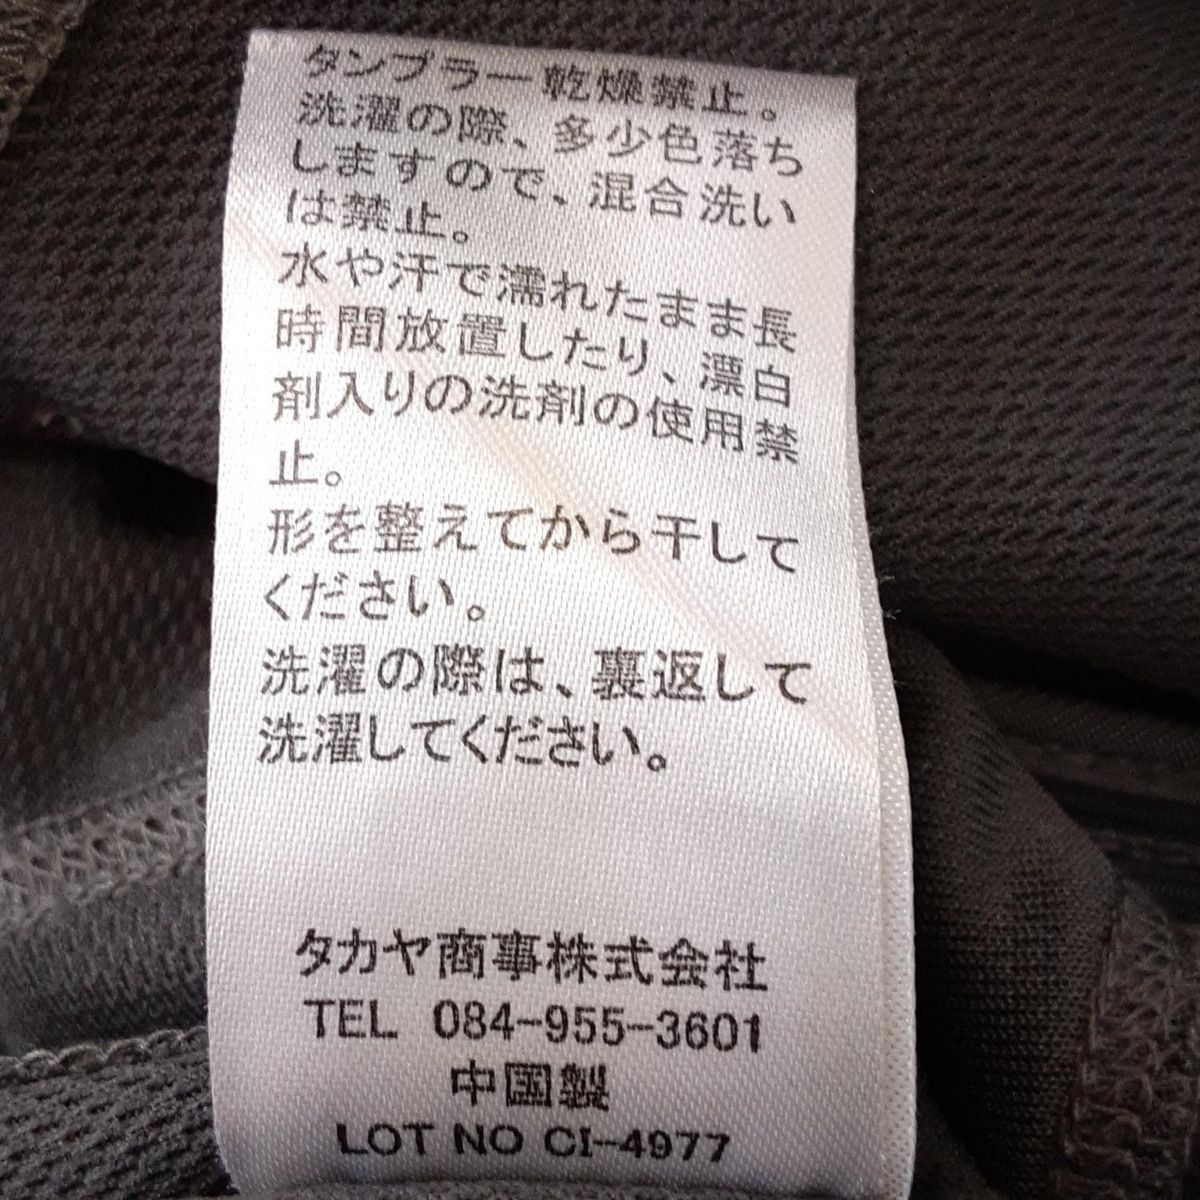 タンブラー乾燥禁止。
洗濯の際、多少色落ち
しますので、混合洗い
は禁止。
水や汗で濡れたまま長
時間放置したり、漂白
剤入りの洗剤の使用禁
止。
形を整えてから干して
ください。
洗濯の際は、裏返して
洗濯してください。
タカヤ商事株式会社
TEL 084-955-3601
中国製
LOT NO CI-4977